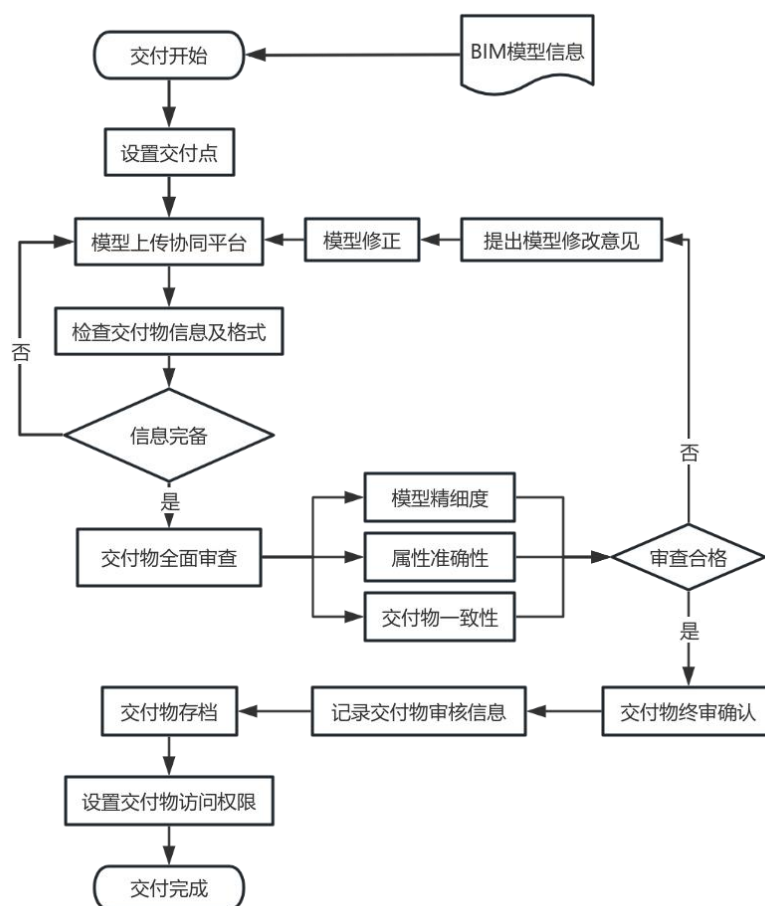 交付开始
BIM模型信息
设置交付点
模型上传协同平台
模型修正
提出模型修改意见
检查交付物信息及格式
否
信息完备
是
否
模型精细度
交付物全面审查
属性准确性
审查合格
交付物一致性
是
交付物存档
记录交付物审核信息
交付物终审确认
设置交付物访问权限
交付完成